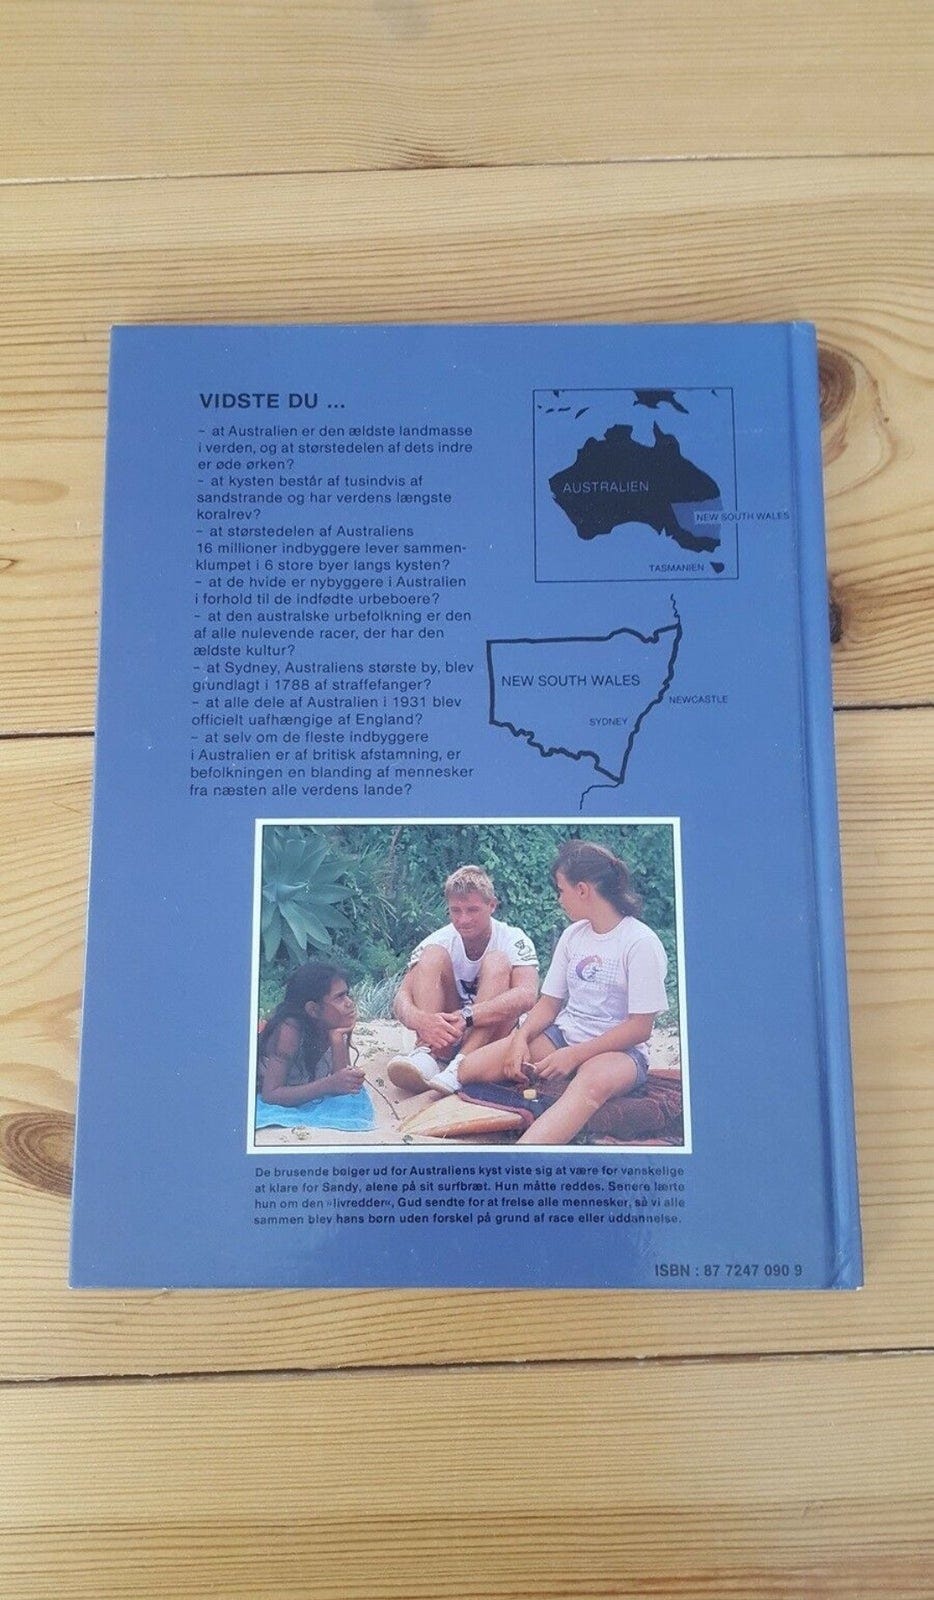 VIDSTE DU ...
– at Australien er den ældste landmasse
i verden, og at størstedelen af dets indre
er øde ørken?
– at kysten består af tusindvis af
sandstrande og har verdens længste
koralrev?
– at størstedelen af Australiens
16 millioner indbyggere lever sammen-
klumpet i 6 store byer langs kysten?
– at de hvide er nybyggere i Australien
i forhold til de indfødte urbeboere?
– at den australske urbefolkning er den
af alle nulevende racer, der har den
ældste kultur?
– at Sydney, Australiens største by, blev
grundlagt i 1788 af straffefanger?
– at alle dele af Australien i 1931 blev
officielt uafhængige af England?
– at selv om de fleste indbyggere
i Australien er af britisk afstamning, er
befolkningen en blanding af mennesker
fra næsten alle verdens lande?
AUSTRALIEN
NEW SOUTH WALES
TASMANIEN
NEW SOUTH WALES
NEWCASTLE
SYDNEY
De brusende bølger ud for Australiens kyst viste sig at være for vanskelige
at klare for Sandy, alene på sit surfbræt. Hun måtte reddes. Senere lærte
hun om den »livredder«, Gud sendte for at frelse alle mennesker, så vi alle
sammen blev hans børn uden forskel på grund af race eller uddannelse.
ISBN : 87 7247 090 9